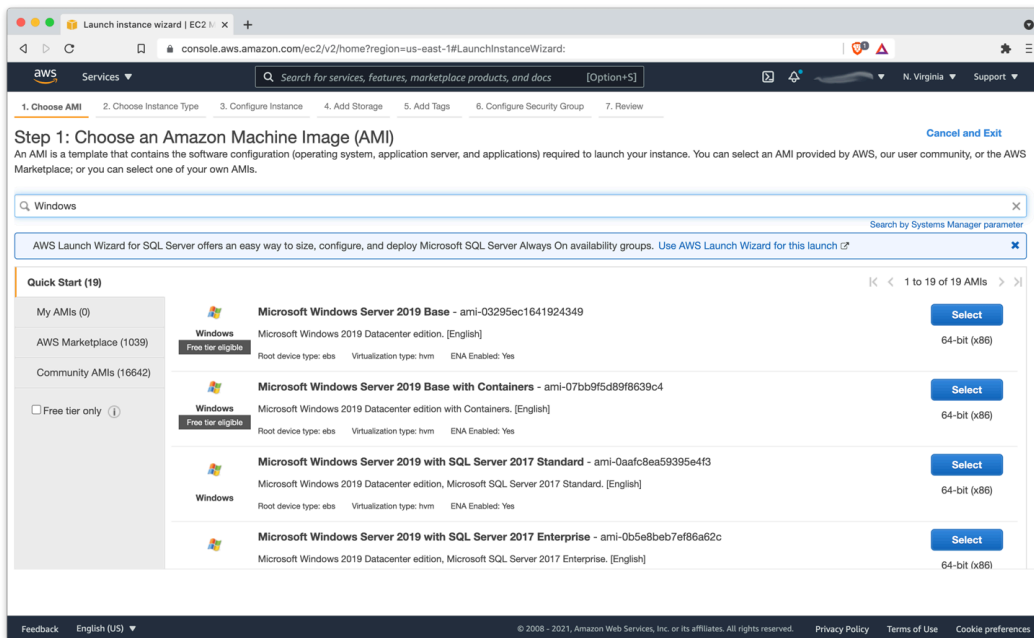 Launch instance wizard | EC2 M
console.aws.amazon.com/ec2/v2/home?region=us-east-1#LaunchInstanceWizard:
aws Services Search for services, features, marketplace products, and docs [Option+S] N. Virginia Support
1. Choose AMI 2. Choose Instance Type 3. Configure Instance 4. Add Storage 5. Add Tags 6. Configure Security Group 7. Review
Step 1: Choose an Amazon Machine Image (AMI) Cancel and Exit
An AMI is a template that contains the software configuration (operating system, application server, and applications) required to launch your instance. You can select an AMI provided by AWS, our user community, or the AWS
Marketplace; or you can select one of your own AMIs.
Windows
Search by Systems Manager parameter
AWS Launch Wizard for SQL Server offers an easy way to size, configure, and deploy Microsoft SQL Server Always On availability groups. Use AWS Launch Wizard for this launch
Quick Start (19) 1 to 19 of 19 AMIs
My AMIs (0)
AWS Marketplace (1039)
Community AMIs (16642)
Free tier only
Microsoft Windows Server 2019 Base - ami-03295ec1641924349
Windows
Free tier eligible
Microsoft Windows 2019 Datacenter edition. [English]
Root device type: ebs Virtualization type: hvm ENA Enabled: Yes
Select
64-bit (x86)
Microsoft Windows Server 2019 Base with Containers - ami-07bb9f5d89f8639c4
Windows
Free tier eligible
Microsoft Windows 2019 Datacenter edition with Containers. [English]
Root device type: ebs Virtualization type: hvm ENA Enabled: Yes
Select
64-bit (x86)
Microsoft Windows Server 2019 with SQL Server 2017 Standard - ami-0aafc8ea59395e4f3
Windows
Microsoft Windows 2019 Datacenter edition, Microsoft SQL Server 2017 Standard. [English]
Root device type: ebs Virtualization type: hvm ENA Enabled: Yes
Select
64-bit (x86)
Microsoft Windows Server 2019 with SQL Server 2017 Enterprise - ami-0b5e8beb7ef86a62c
Microsoft Windows 2019 Datacenter edition, Microsoft SQL Server 2017 Enterprise. [English]
Select
64-bit (x86)
Feedback English (US) © 2008 - 2021, Amazon Web Services, Inc. or its affiliates. All rights reserved. Privacy Policy Terms of Use Cookie preferences